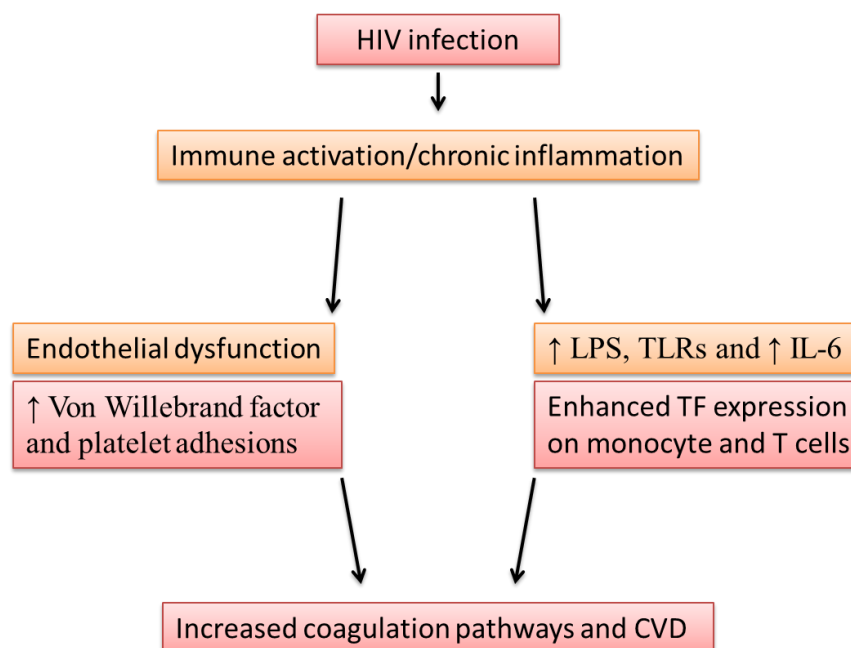 HIV infection
Immune activation/chronic inflammation
Endothelial dysfunction
↑ Von Willebrand factor
and platelet adhesions
↑ LPS, TLRs and ↑ IL-6
Enhanced TF expression
on monocyte and T cells
Increased coagulation pathways and CVD